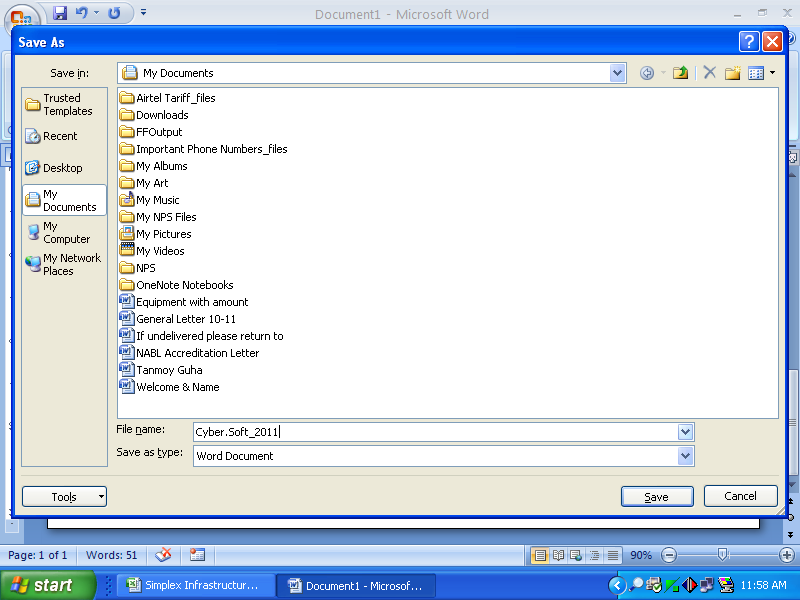 Document1 - Microsoft Word
Save As
Save in:
My Documents
Trusted
Templates
Recent
Desktop
My
Documents
My
Computer
My Network
Places
Airtel Tariff_files
Downloads
FFOutput
Important Phone Numbers_files
My Albums
My Art
My Music
My NPS Files
My Pictures
My Videos
NPS
OneNote Notebooks
Equipment with amount
General Letter 10-11
If undelivered please return to
NABL Accreditation Letter
Tanmoy Guha
Welcome & Name
File name:
Cyber.Soft_2011
Save as type:
Word Document
Tools
Save
Cancel
Page: 1 of 1
Words: 51
90%
start
Simplex Infrastructur...
Document1 - Microsof...
11:58 AM